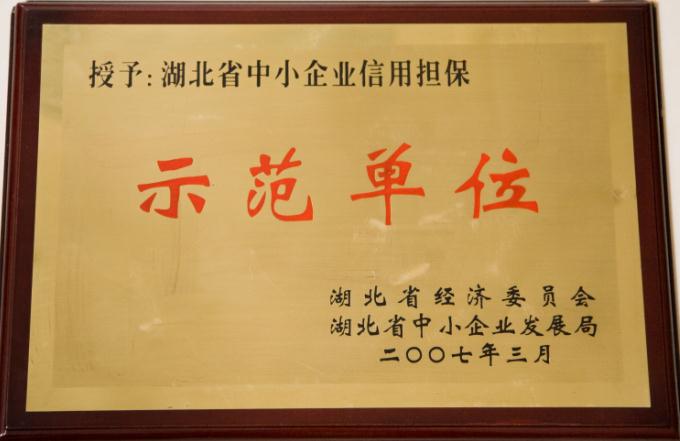 授予:湖北省中小企业信用担保
示范单位
湖北省经济委员会
湖北省中小企业发展局
二〇〇七年三月